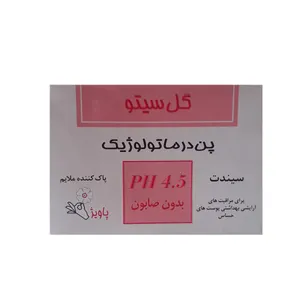 گل سیتو
پن درماتولوژیک
سیندت
برای مراقبت های
آرایشی بهداشتی پوست های
حساس
PH 4.5
بدون صابون
پاک کننده ملایم
پاویز